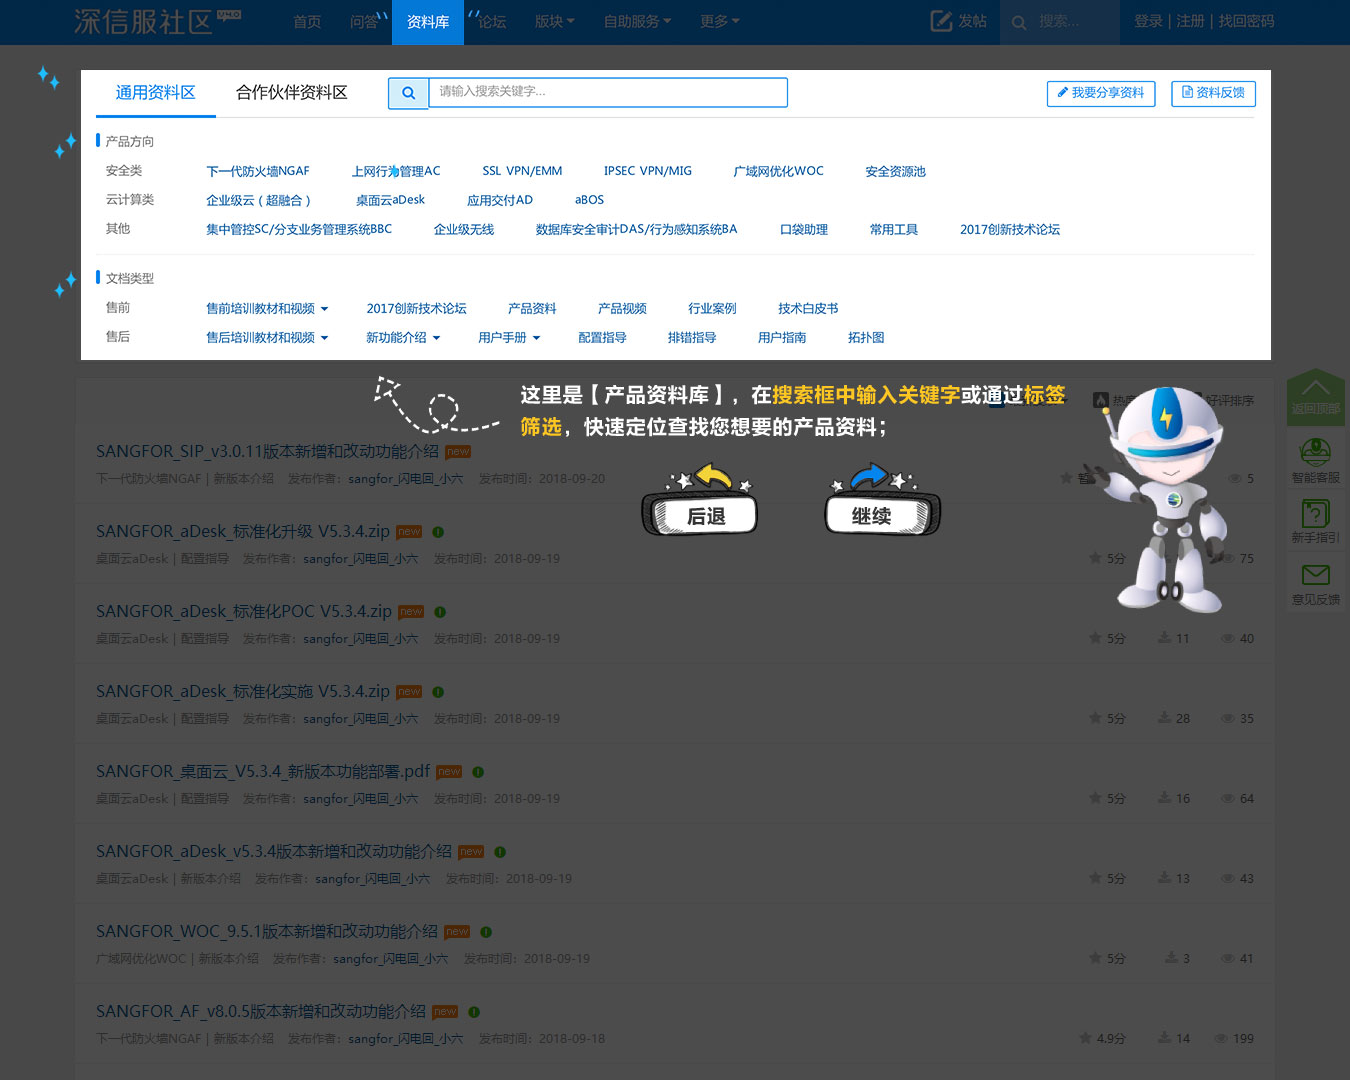 深信服社区 V4.0 首页 问答 资料库 论坛 版块 自助服务 更多 发帖 搜索... 登录 | 注册 | 找回密码
通用资料区 合作伙伴资料区 请输入搜索关键字... 我要分享资料 资料反馈
产品方向
安全类 下一代防火墙NGAF 上网行为管理AC SSL VPN/EMM IPSEC VPN/MIG 广域网优化WOC 安全资源池
云计算类 企业级云（超融合） 桌面云aDesk 应用交付AD aBOS
其他 集中管控SC/分支业务管理系统BBC 企业级无线 数据库安全审计DAS/行为感知系统BA 口袋助理 常用工具 2017创新技术论坛
文档类型
售前 售前培训教材和视频 2017创新技术论坛 产品资料 产品视频 行业案例 技术白皮书
售后 售后培训教材和视频 新功能介绍 用户手册 配置指导 排错指导 用户指南 拓扑图
这里是【产品资料库】，在搜索框中输入关键字或通过标签
筛选，快速定位查找您想要的产品资料；
热度 好评排序
返回顶部
后退 继续
SANGFOR_SIP_v3.0.11版本新增和改动功能介绍 new
下一代防火墙NGAF | 新版本介绍 发布作者：sangfor_闪电回_小六 发布时间：2018-09-20 5
智能客服
SANGFOR_aDesk_标准化升级 V5.3.4.zip new
新手指引
桌面云aDesk | 配置指导 发布作者：sangfor_闪电回_小六 发布时间：2018-09-19 5分 75
意见反馈
SANGFOR_aDesk_标准化POC V5.3.4.zip new
桌面云aDesk | 配置指导 发布作者：sangfor_闪电回_小六 发布时间：2018-09-19 5分 11 40
SANGFOR_aDesk_标准化实施 V5.3.4.zip new
桌面云aDesk | 配置指导 发布作者：sangfor_闪电回_小六 发布时间：2018-09-19 5分 28 35
SANGFOR_桌面云_V5.3.4_新版本功能部署.pdf new
桌面云aDesk | 配置指导 发布作者：sangfor_闪电回_小六 发布时间：2018-09-19 5分 16 64
SANGFOR_aDesk_v5.3.4版本新增和改动功能介绍 new
桌面云aDesk | 新版本介绍 发布作者：sangfor_闪电回_小六 发布时间：2018-09-19 5分 13 43
SANGFOR_WOC_9.5.1版本新增和改动功能介绍 new
广域网优化WOC | 新版本介绍 发布作者：sangfor_闪电回_小六 发布时间：2018-09-19 5分 3 41
SANGFOR_AF_v8.0.5版本新增和改动功能介绍 new
下一代防火墙NGAF | 新版本介绍 发布作者：sangfor_闪电回_小六 发布时间：2018-09-18 4.9分 14 199